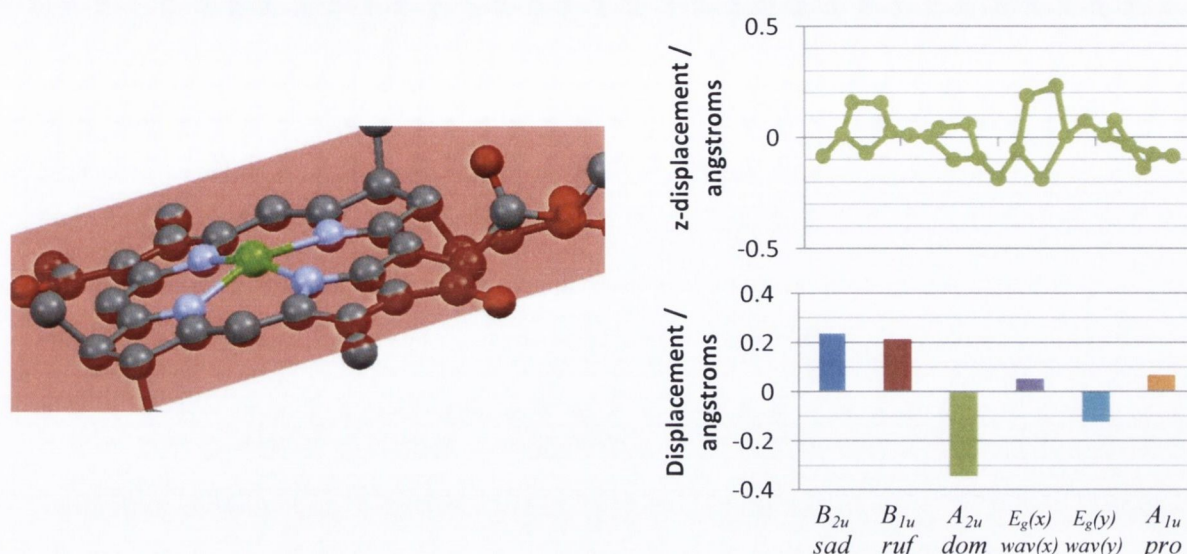 z-displacement /
angstroms
0.5
0
-0.5
Displacement /
angstroms
0.4
0.2
0
-0.2
-0.4
B2u B1u A2u Eg(x) Eg(y) A1u
sad ruf dom wav(x) wav(y) pro